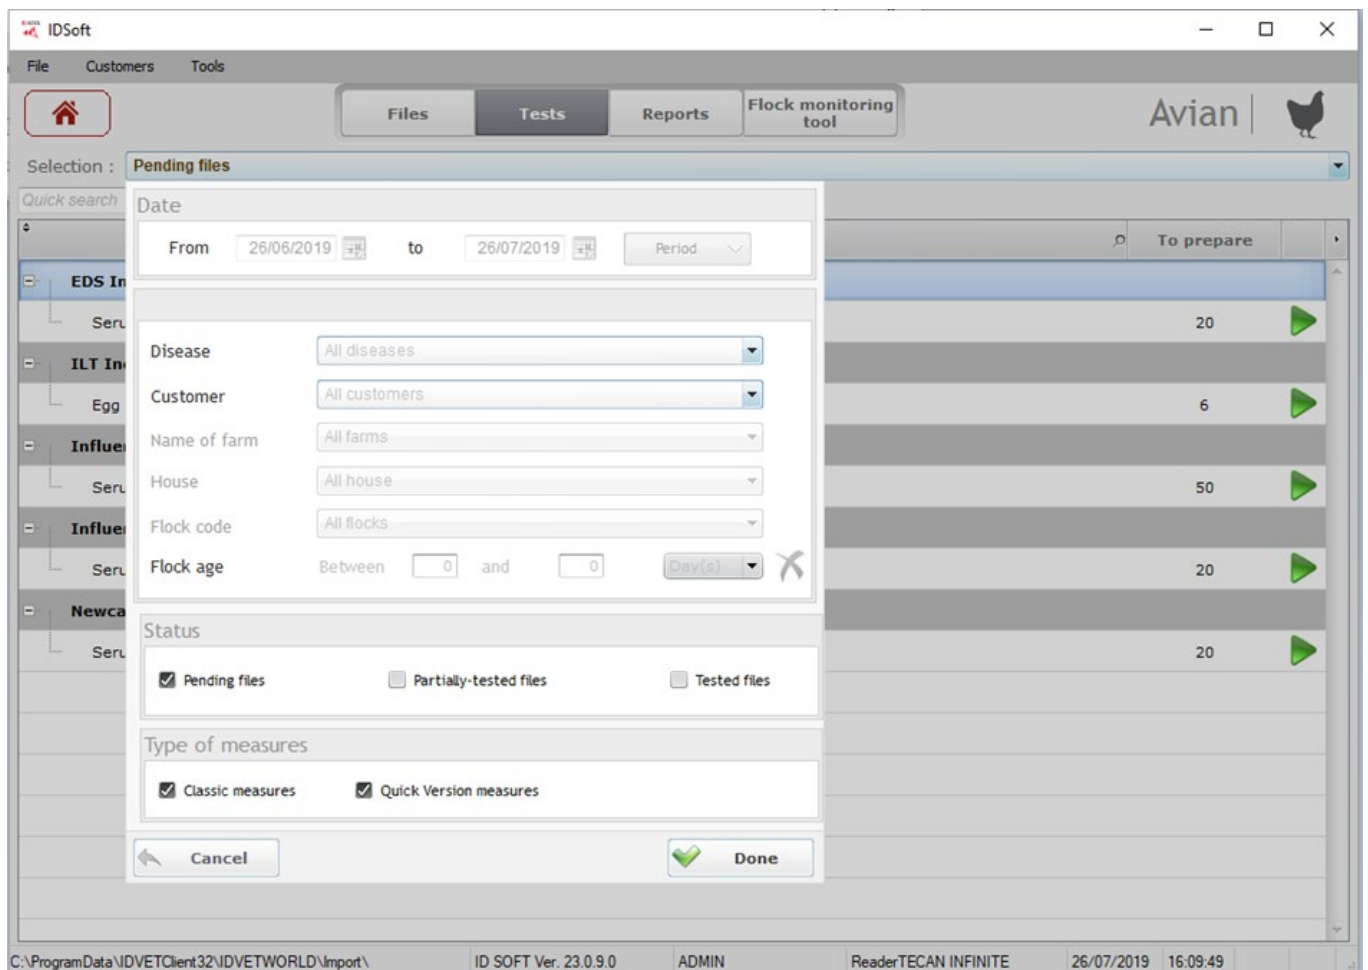 IDSoft
File Customers Tools
Files Tests Reports Flock monitoring tool Avian
Selection : Pending files
Quick search
Date
To prepare
From 26/06/2019 to 26/07/2019 Period
EDS In
Seru 20
Disease All diseases
ILT In
Customer All customers
Egg 6
Name of farm All farms
Influe
House All house
Seru 50
Flock code All flocks
Influe
Flock age Between 0 and 0 Day(s)
Seru 20
Newca
Status
Seru 20
Pending files Partially-tested files Tested files
Type of measures
Classic measures Quick Version measures
Cancel Done
C:\ProgramData\IDVETClient32\IDVETWORLD\Import\ ID SOFT Ver. 23.0.9.0 ADMIN ReaderTECAN INFINITE 26/07/2019 16:09:49